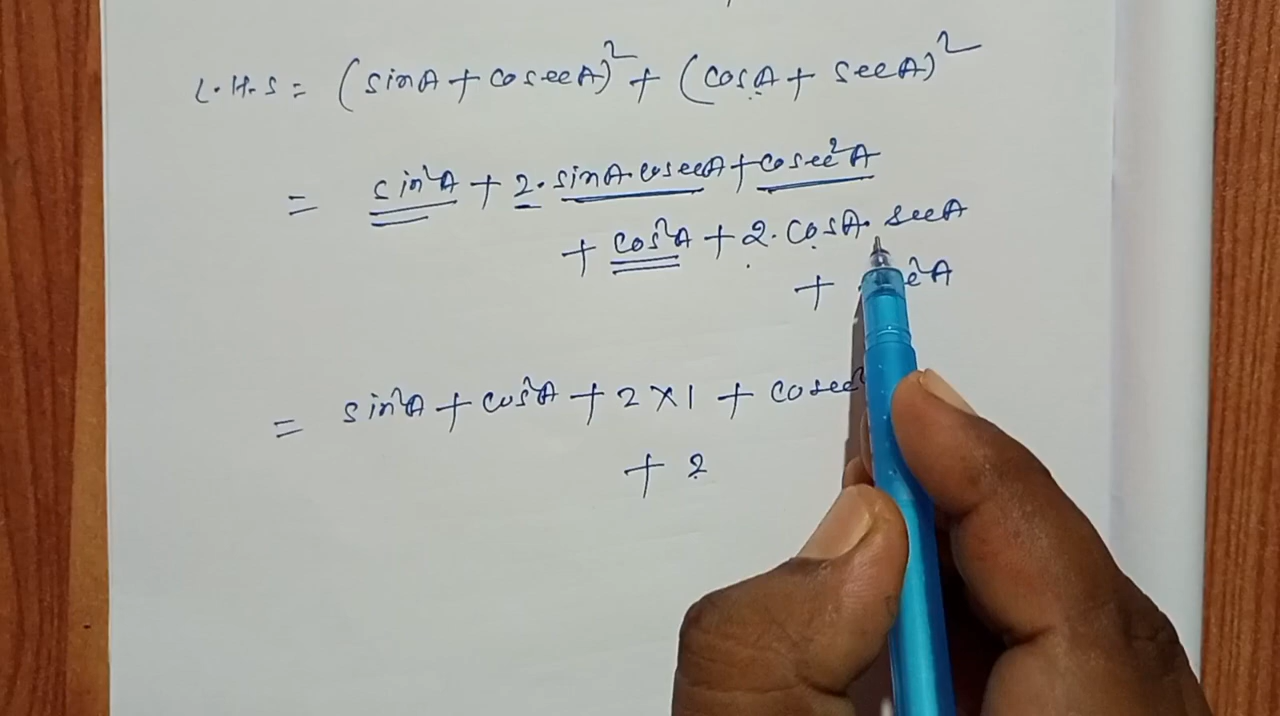 L.H.S = (sinA + cosecA)² + (cosA + secA)²
= sin²A + 2. sinA.cosecA + cosec²A
+ cos²A + 2. cosA. secA
+
= sin²A + cos²A + 2 × 1 + cosec²
+ 2